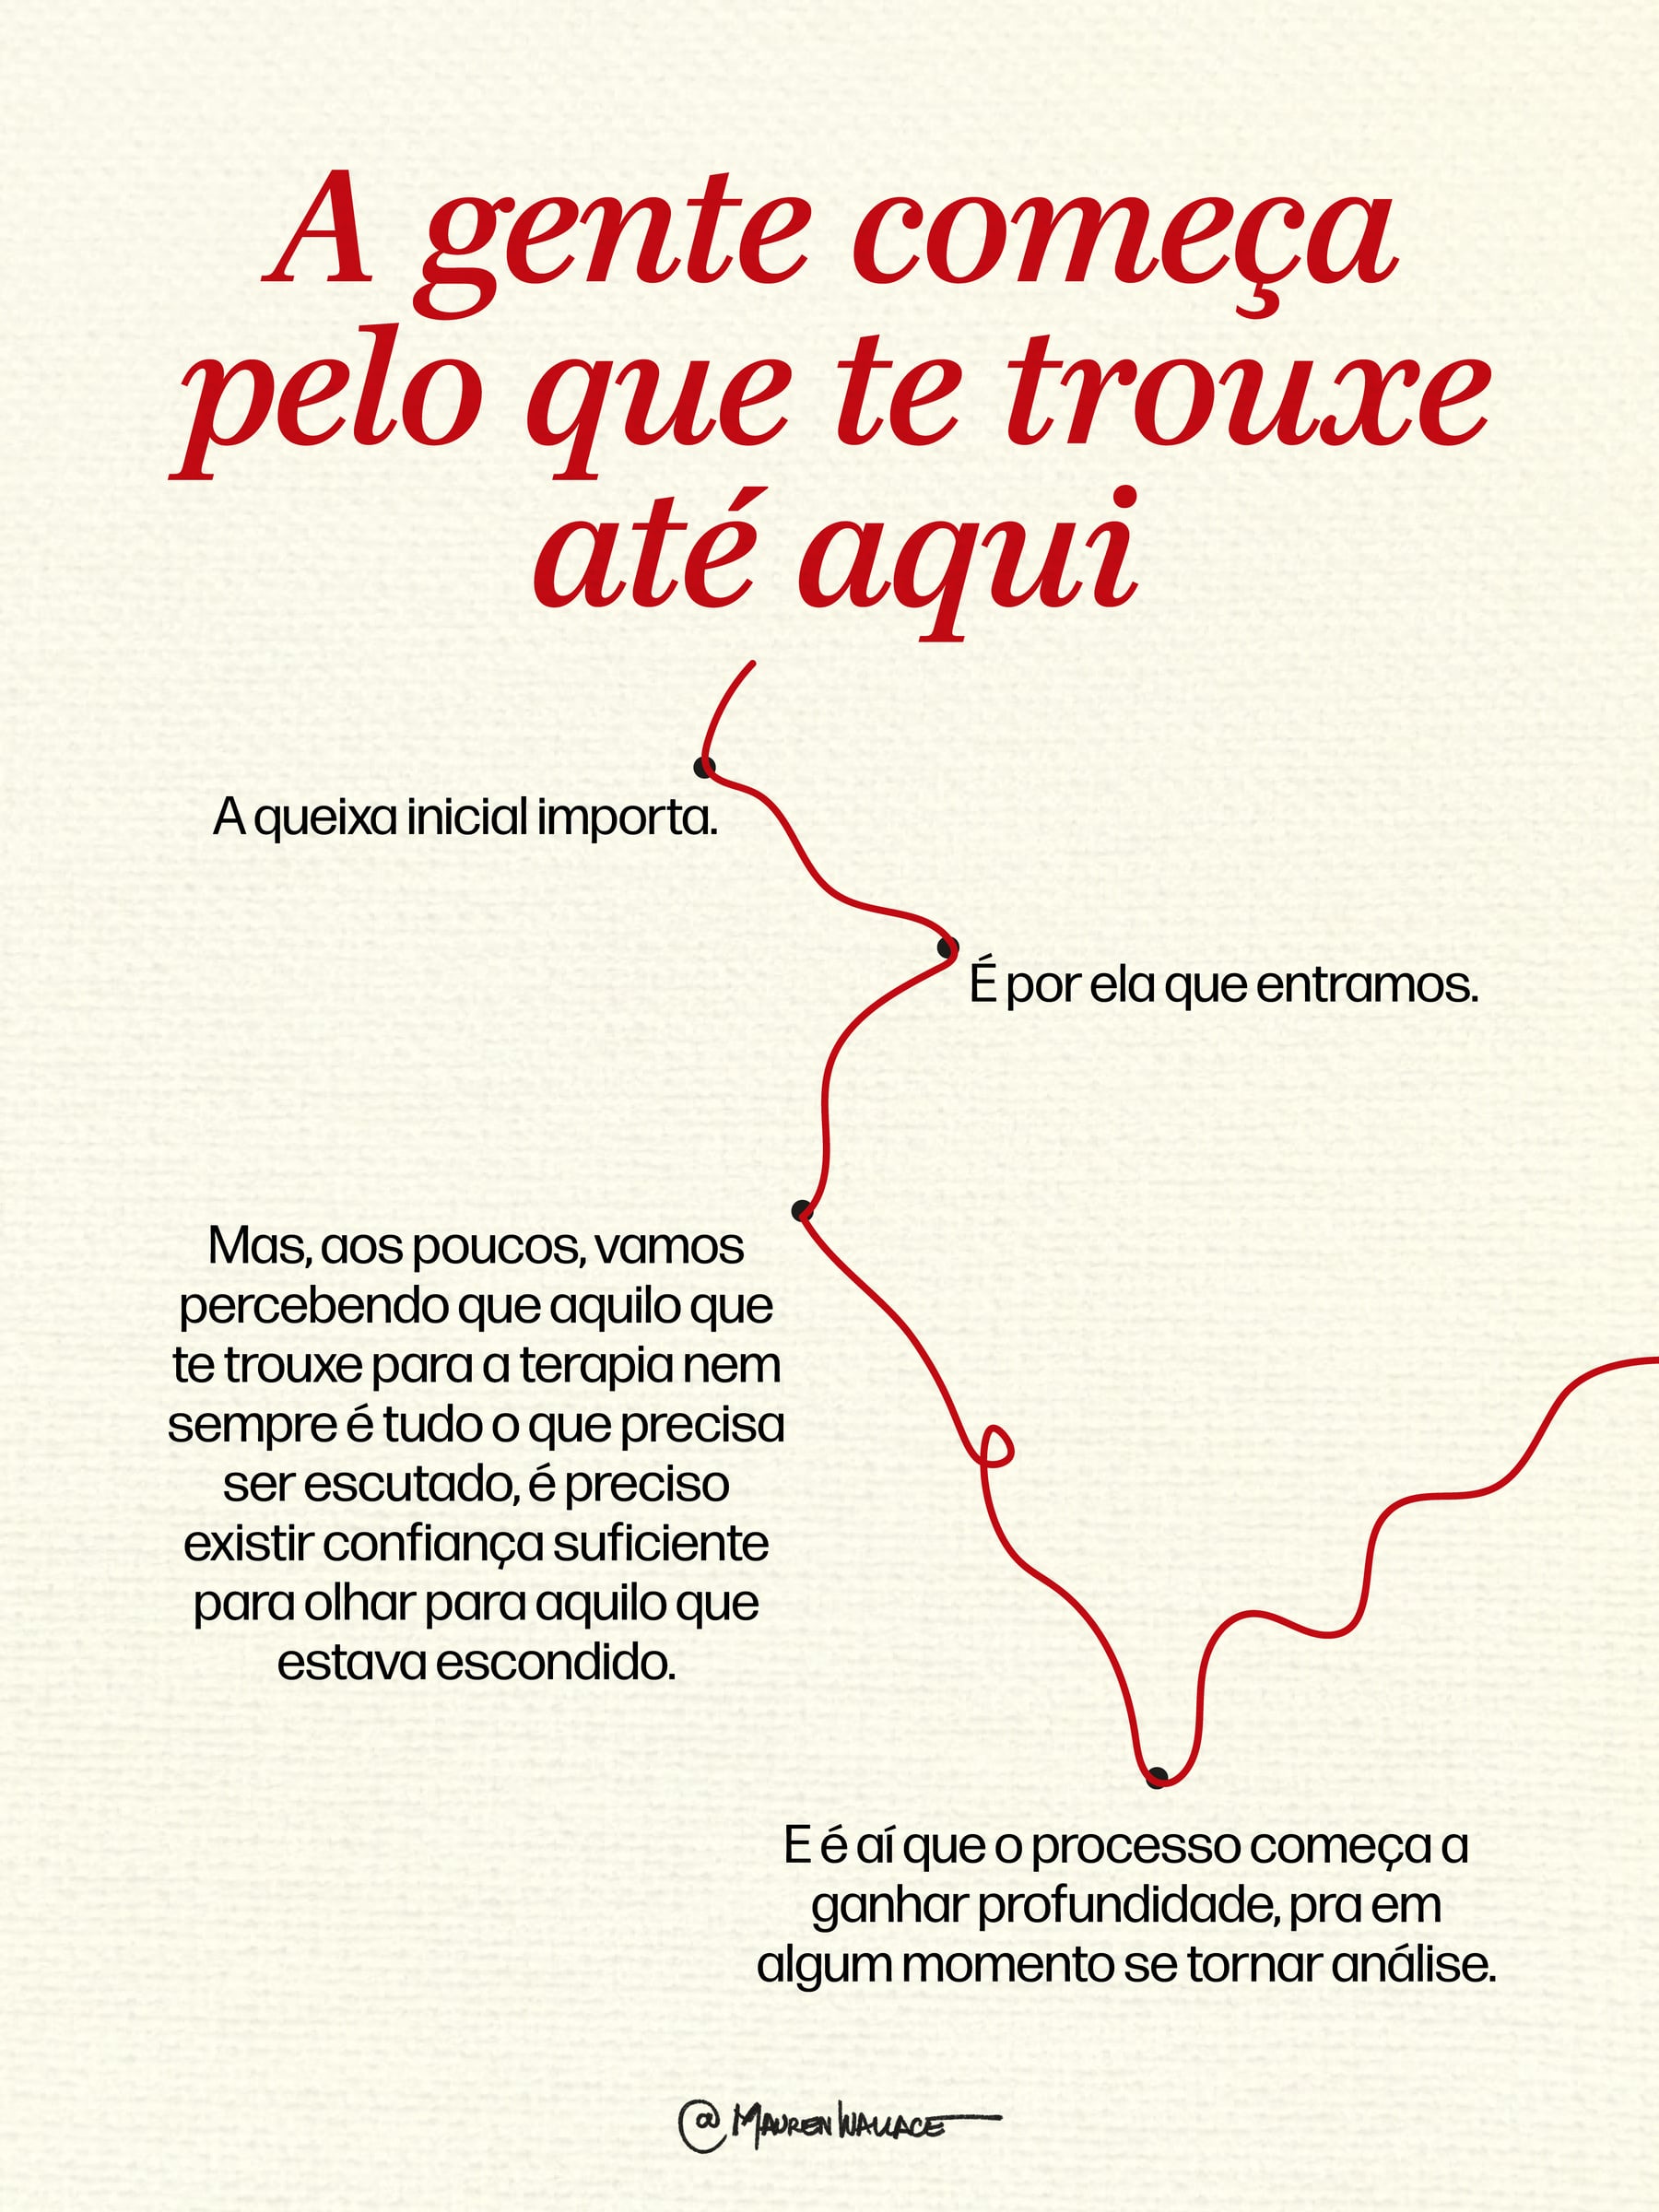 A gente começa
pelo que te trouxe
até aqui
A queixa inicial importa.
É por ela que entramos.
Mas, aos poucos, vamos
percebendo que aquilo que
te trouxe para a terapia nem
sempre é tudo o que precisa
ser escutado, é preciso
existir confiança suficiente
para olhar para aquilo que
estava escondido.
E é aí que o processo começa a
ganhar profundidade, pra em
algum momento se tornar análise.
@MAURENWALLACE